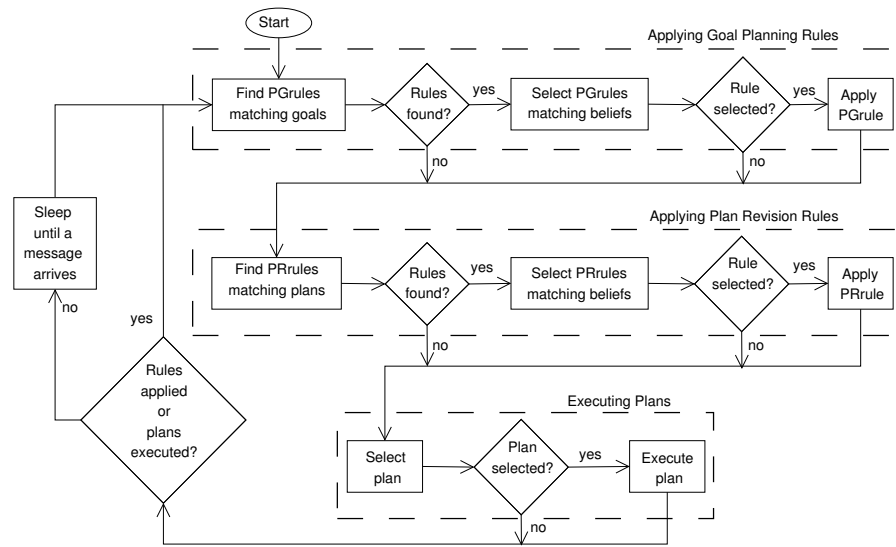 Start
Applying Goal Planning Rules
Find PGrules
matching goals
Rules
found?
yes
Select PGrules
matching beliefs
Rule
selected?
yes
Apply
PGrule
no
no
Sleep
until a
message
arrives
Applying Plan Revision Rules
Find PRrules
matching plans
Rules
found?
yes
Select PRrules
matching beliefs
Rule
selected?
yes
Apply
PRrule
no
no
no
yes
Rules
applied
or
plans
executed?
Executing Plans
Select
plan
Plan
selected?
yes
Execute
plan
no